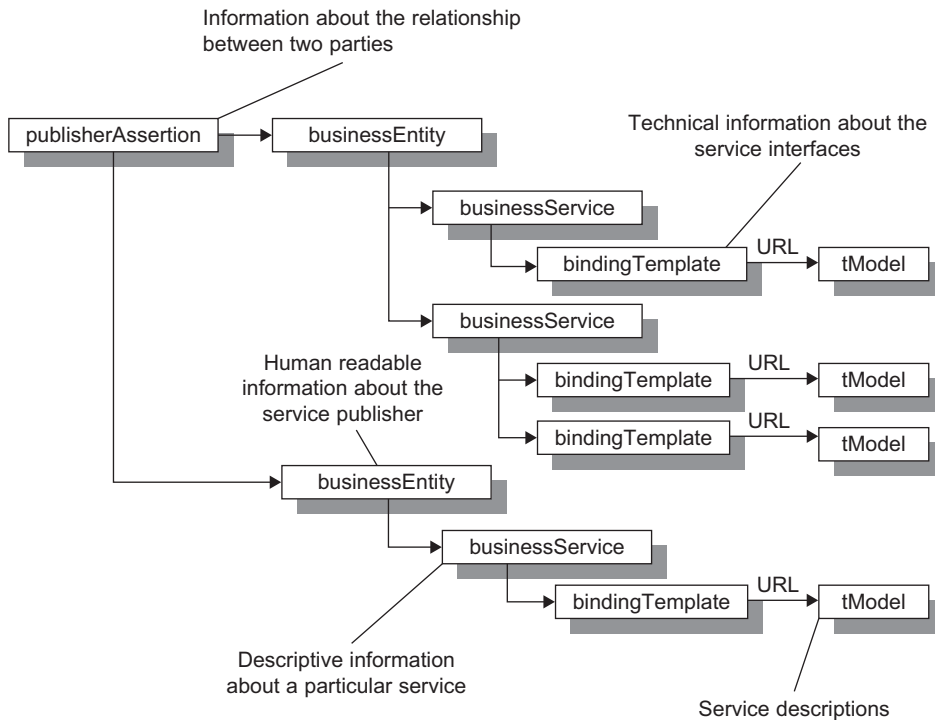 Information about the relationship
between two parties
publisherAssertion
businessEntity
Technical information about the
service interfaces
businessService
bindingTemplate
URL
tModel
businessService
Human readable
information about the
service publisher
bindingTemplate
URL
tModel
bindingTemplate
URL
tModel
businessEntity
businessService
bindingTemplate
URL
tModel
Descriptive information
about a particular service
Service descriptions